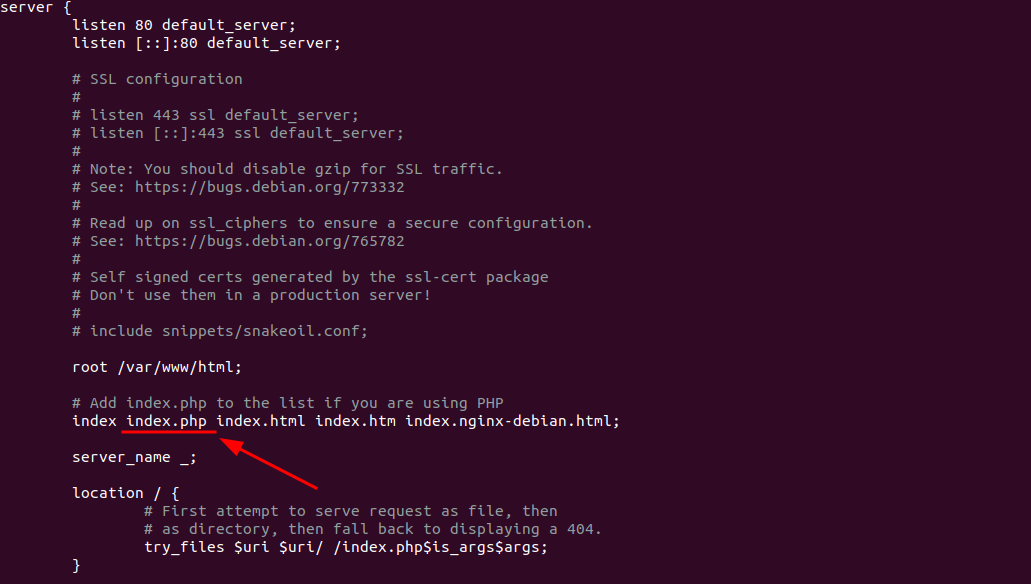 server {
listen 80 default_server;
listen [::]:80 default_server;
# SSL configuration
#
# listen 443 ssl default_server;
# listen [::]:443 ssl default_server;
#
# Note: You should disable gzip for SSL traffic.
# See: https://bugs.debian.org/773332
#
# Read up on ssl_ciphers to ensure a secure configuration.
# See: https://bugs.debian.org/765782
#
# Self signed certs generated by the ssl-cert package
# Don't use them in a production server!
#
# include snippets/snakeoil.conf;
root /var/www/html;
# Add index.php to the list if you are using PHP
index index.php index.html index.htm index.nginx-debian.html;
server_name _;
location / {
# First attempt to serve request as file, then
# as directory, then fall back to displaying a 404.
try_files $uri $uri/ /index.php$is_args$args;
}